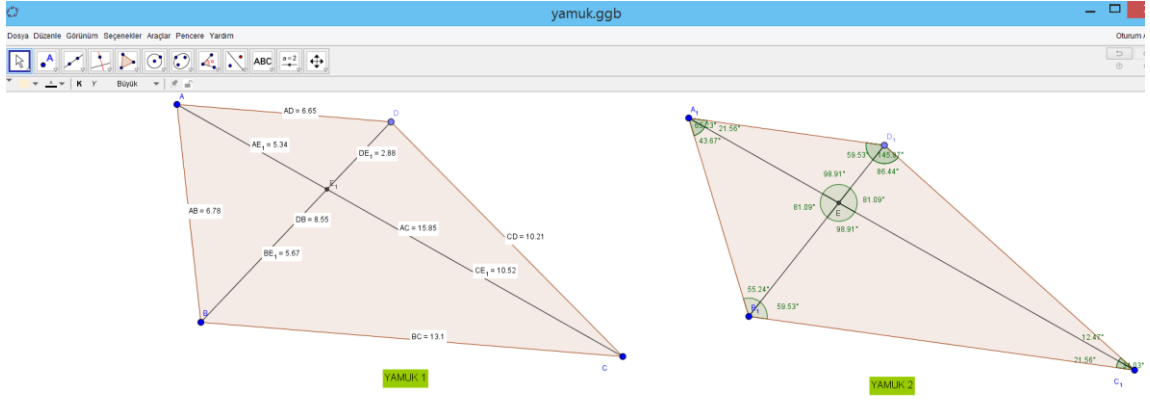 yamuk.ggb
Dosya Düzenle Görünüm Seçenekler Araçlar Pencere Yardım
Oturum A
A
ABC
a=2
A
K Y Büyük
A
AD = 6.65
D
AE₁ = 5.34
DE₁ = 2.88
E₁
AB = 6.78
DB = 8.55
AC = 15.85
CD = 10.21
BE₁ = 5.67
CE₁ = 10.52
B
BC = 13.1
C
YAMUK 1
A₁
65.23°
21.56°
43.67°
D₁
59.53°
145.97°
86.44°
98.91°
81.09°
81.09°
E
98.91°
55.24°
B₁
59.53°
12.47°
21.56°
C₁
YAMUK 2